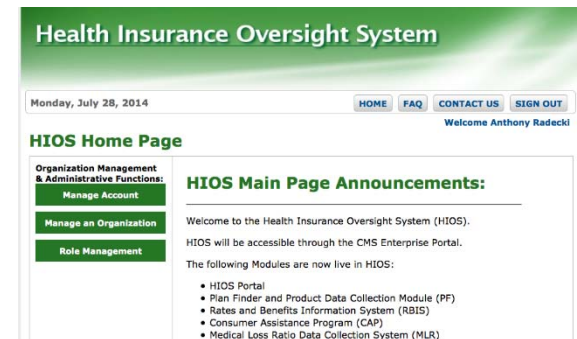 Health Insurance Oversight System
Monday, July 28, 2014
HOME FAQ CONTACT US SIGN OUT
Welcome Anthony Radecki
HIOS Home Page
Organization Management
& Administrative Functions:
Manage Account
Manage an Organization
Role Management
HIOS Main Page Announcements:
Welcome to the Health Insurance Oversight System (HIOS).
HIOS will be accessible through the CMS Enterprise Portal.
The following Modules are now live in HIOS:
• HIOS Portal
• Plan Finder and Product Data Collection Module (PF)
• Rates and Benefits Information System (RBIS)
• Consumer Assistance Program (CAP)
• Medical Loss Ratio Data Collection System (MLR)